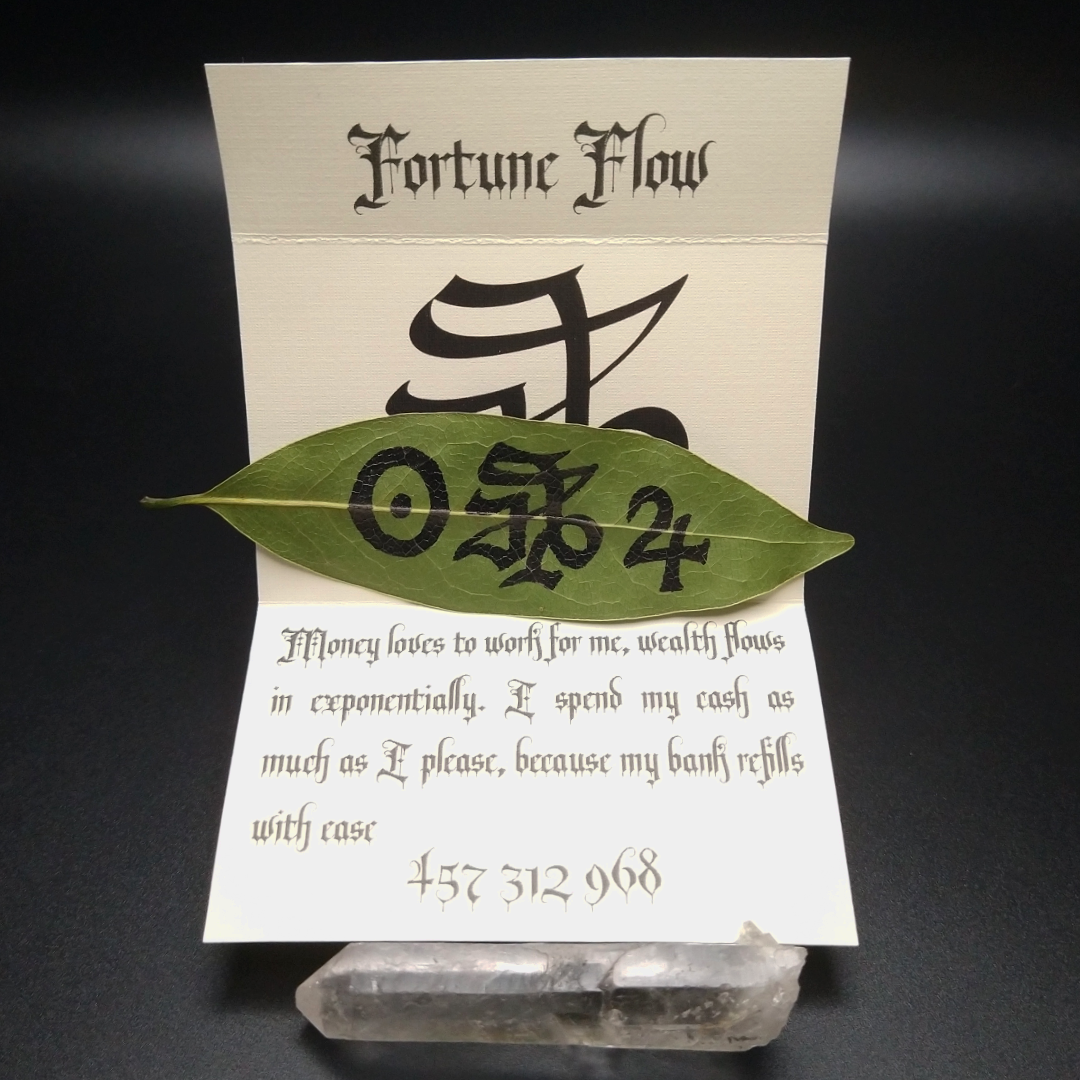 Fortune Flow
Money loves to work for me, wealth flows
in exponentially. I spend my cash as
much as I please, because my bank refills
with ease
457 312 968